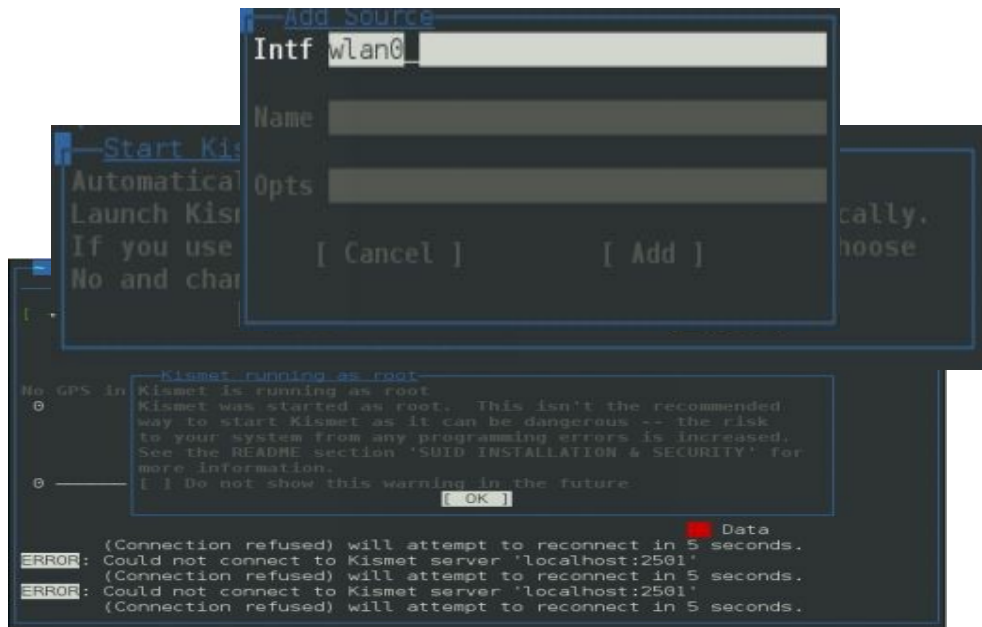 Add Source
Intf wlan0_
Name
Opts
[ Cancel ] [ Add ]
Start Kis
Automatical
Launch Kism cally.
If you use hoose
No and chan
~
[
No GPS in
Kismet running as root
Kismet is running as root
Kismet was started as root. This isn't the recommended
way to start Kismet as it can be dangerous -- the risk
to your system from any programming errors is increased.
See the README section 'SUID INSTALLATION & SECURITY' for
more information.
[ ] Do not show this warning in the future
[ OK ]
0
0
Data
(Connection refused) will attempt to reconnect in 5 seconds.
ERROR: Could not connect to Kismet server 'localhost:2501'
(Connection refused) will attempt to reconnect in 5 seconds.
ERROR: Could not connect to Kismet server 'localhost:2501'
(Connection refused) will attempt to reconnect in 5 seconds.